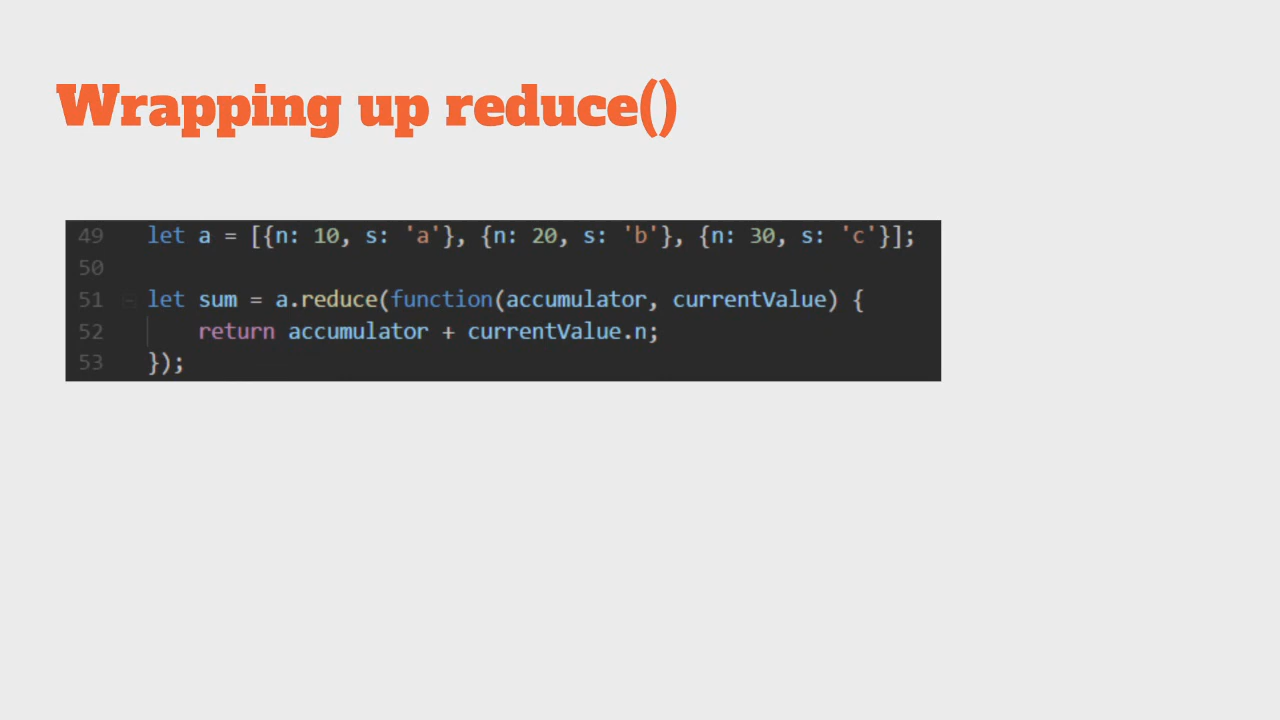 Wrapping up reduce()
49 let a = [{n: 10, s: 'a'}, {n: 20, s: 'b'}, {n: 30, s: 'c'}];
50
51 let sum = a.reduce(function(accumulator, currentValue) {
52 return accumulator + currentValue.n;
53 });